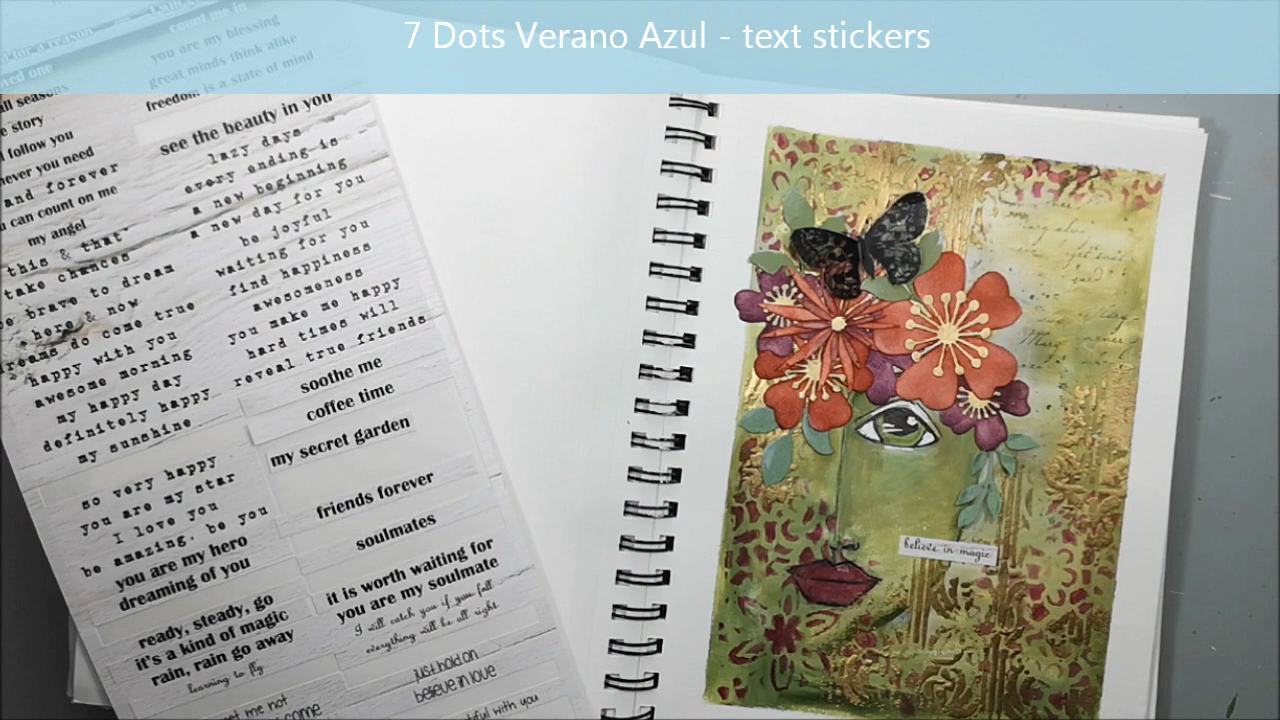 7 Dots Verano Azul - text stickers
for a reason
count me in
you are my blessing
great minds think alike
freedom is a state of mind
all seasons
story
follow you
you need
and forever
can count on me
my angel
this & that
take chances
be brave to dream
here & now
dreams do come true
happy with you
awesome morning
my happy day
definitely happy
my sunshine
see the beauty in you
lazy days
every ending is
a new beginning
a new day for you
be joyful
waiting for you
find happiness
awesomeness
you make me happy
hard times will
reveal true friends
soothe me
coffee time
my secret garden
friends forever
soulmates
it is worth waiting for
you are my soulmate
I will catch you if you fall
everything will be all right
just hold on
believe in love
with you
so very happy
you are my star
I love you
be amazing. be you
you are my hero
dreaming of you
ready, steady, go
it's a kind of magic
rain, rain go away
learning to fly
me not
believe in magic